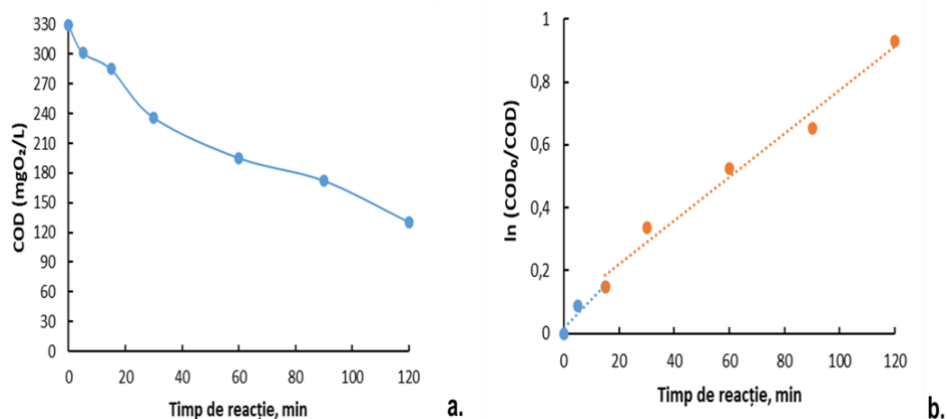 330
300
270
240
210
180
150
120
90
60
30
0
COD (mgO₂/L)
0 20 40 60 80 100 120
Timp de reacție, min
a.
1
0,8
0,6
0,4
0,2
0
ln (COD₀/COD)
0 20 40 60 80 100 120
Timp de reacție, min
b.